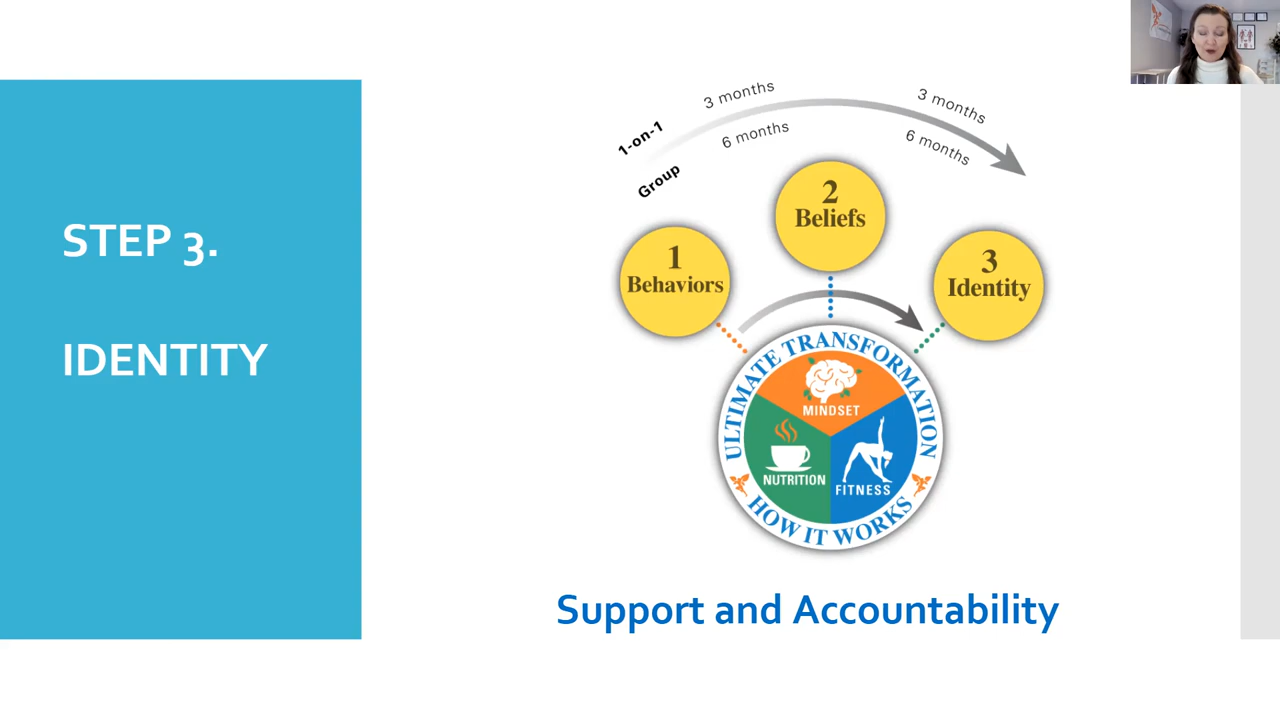 STEP 3.
IDENTITY
1-on-1
3 months
3 months
Group
6 months
6 months
1
Behaviors
2
Beliefs
3
Identity
ULTIMATE TRANSFORMATION
MINDSET
NUTRITION
FITNESS
HOW IT WORKS
Support and Accountability